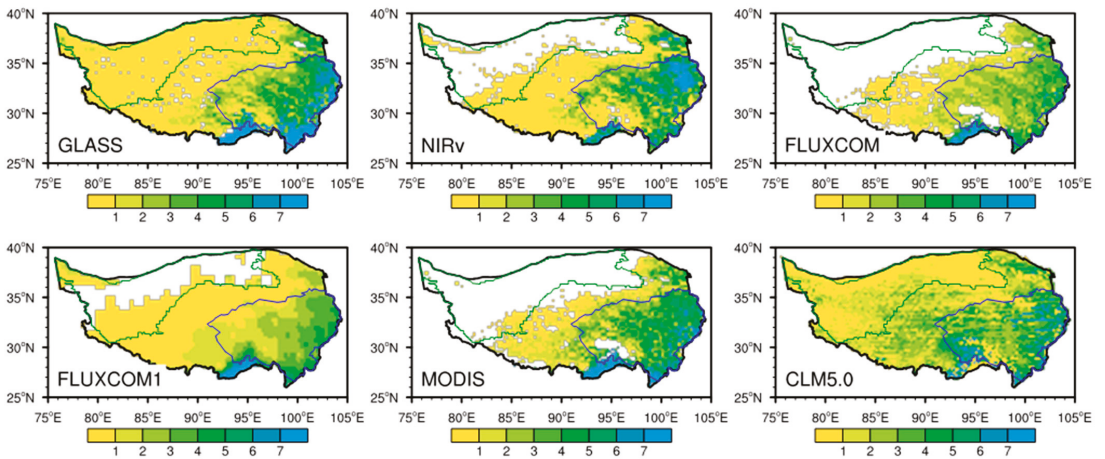 40°N 40°N 40°N
35°N 35°N 35°N
30°N 30°N 30°N
GLASS NIRv FLUXCOM
25°N 25°N 25°N
75°E 80°E 85°E 90°E 95°E 100°E 105°E 75°E 80°E 85°E 90°E 95°E 100°E 105°E 75°E 80°E 85°E 90°E 95°E 100°E 105°E
1 2 3 4 5 6 7 1 2 3 4 5 6 7 1 2 3 4 5 6 7
40°N 40°N 40°N
35°N 35°N 35°N
30°N 30°N 30°N
FLUXCOM1 MODIS CLM5.0
25°N 25°N 25°N
75°E 80°E 85°E 90°E 95°E 100°E 105°E 75°E 80°E 85°E 90°E 95°E 100°E 105°E 75°E 80°E 85°E 90°E 95°E 100°E 105°E
1 2 3 4 5 6 7 1 2 3 4 5 6 7 1 2 3 4 5 6 7